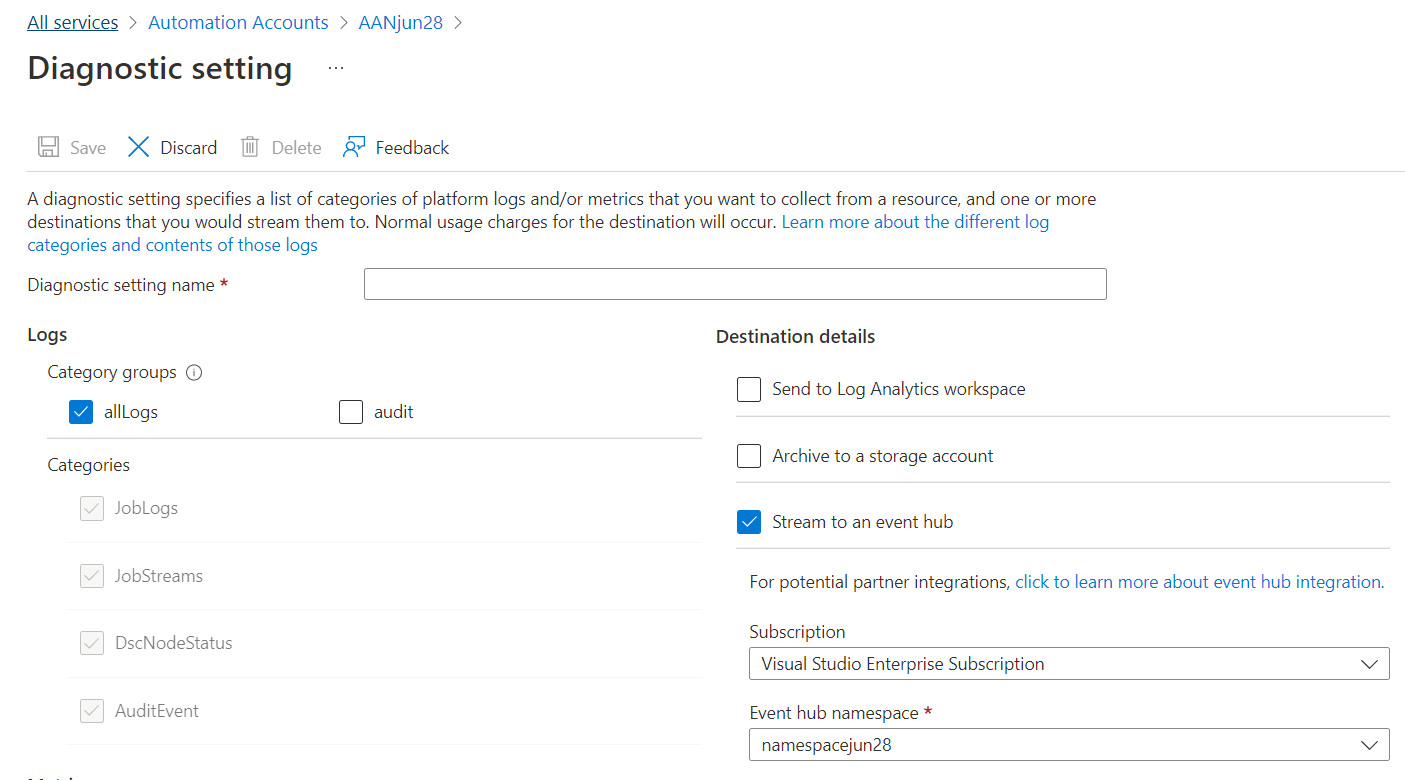 All services > Automation Accounts > AANjun28 >
Diagnostic setting ...
Save Discard Delete Feedback
A diagnostic setting specifies a list of categories of platform logs and/or metrics that you want to collect from a resource, and one or more
destinations that you would stream them to. Normal usage charges for the destination will occur. Learn more about the different log
categories and contents of those logs
Diagnostic setting name *
Logs
Category groups
allLogs audit
Categories
JobLogs
JobStreams
DscNodeStatus
AuditEvent
Destination details
Send to Log Analytics workspace
Archive to a storage account
Stream to an event hub
For potential partner integrations, click to learn more about event hub integration.
Subscription
Visual Studio Enterprise Subscription
Event hub namespace *
namespacejun28